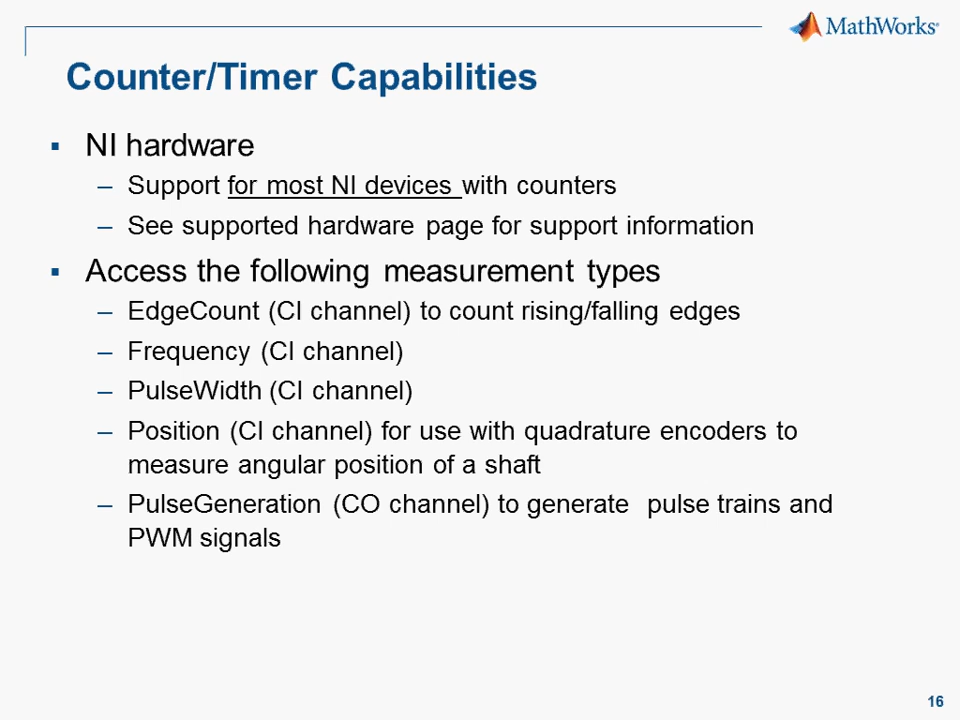 MathWorks®
Counter/Timer Capabilities
▪ NI hardware
– Support for most NI devices with counters
– See supported hardware page for support information
▪ Access the following measurement types
– EdgeCount (CI channel) to count rising/falling edges
– Frequency (CI channel)
– PulseWidth (CI channel)
– Position (CI channel) for use with quadrature encoders to
measure angular position of a shaft
– PulseGeneration (CO channel) to generate  pulse trains and
PWM signals
16